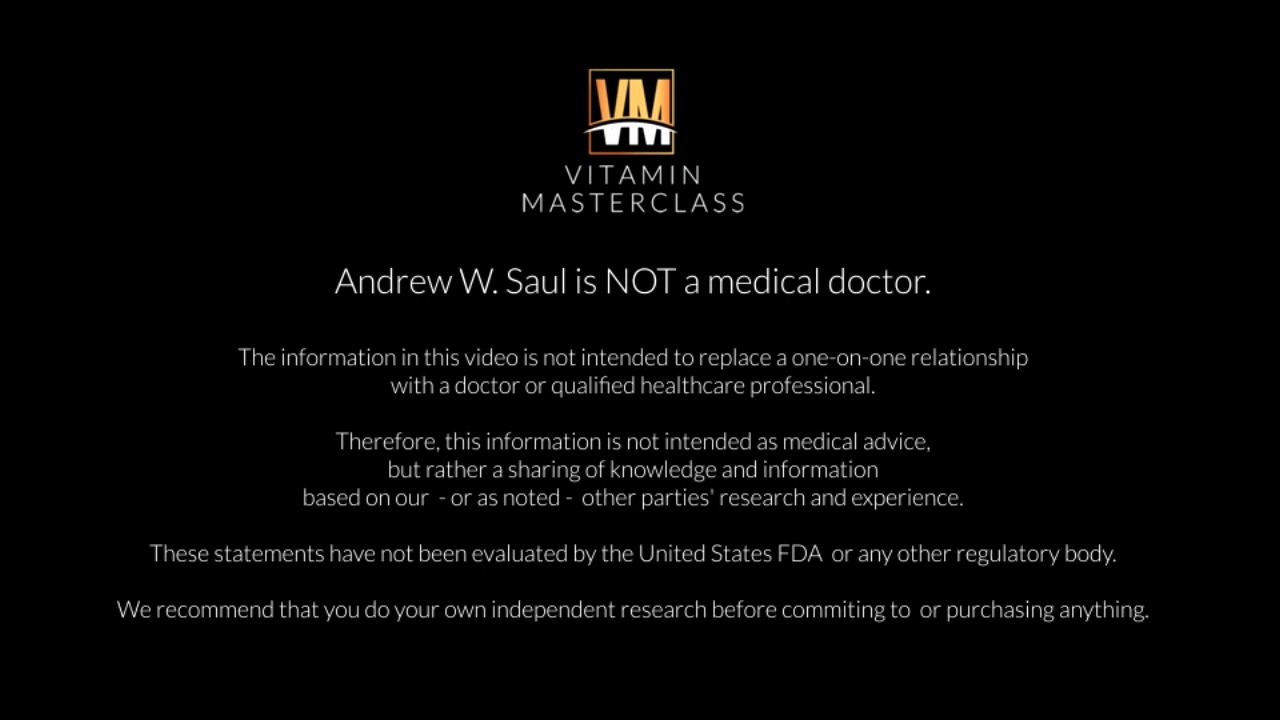 VM
VITAMIN
MASTERCLASS
Andrew W. Saul is NOT a medical doctor.
The information in this video is not intended to replace a one-on-one relationship
with a doctor or qualified healthcare professional.
Therefore, this information is not intended as medical advice,
but rather a sharing of knowledge and information
based on our - or as noted - other parties' research and experience.
These statements have not been evaluated by the United States FDA or any other regulatory body.
We recommend that you do your own independent research before commiting to or purchasing anything.